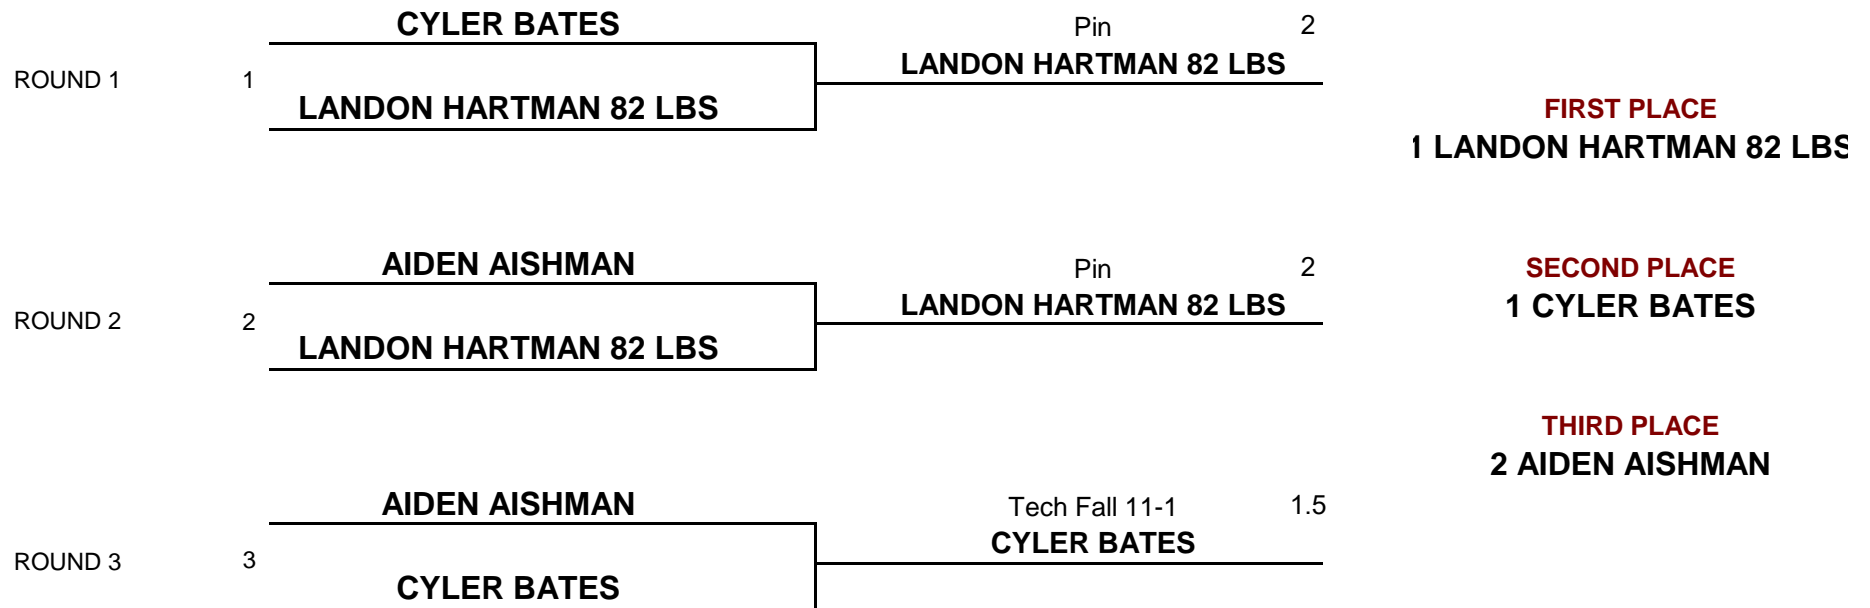 CYLER BATES
Pin 2
LANDON HARTMAN 82 LBS
ROUND 1 1
LANDON HARTMAN 82 LBS
FIRST PLACE
1 LANDON HARTMAN 82 LBS
AIDEN AISHMAN
Pin 2
SECOND PLACE
LANDON HARTMAN 82 LBS
1 CYLER BATES
ROUND 2 2
LANDON HARTMAN 82 LBS
THIRD PLACE
2 AIDEN AISHMAN
AIDEN AISHMAN
Tech Fall 11-1 1.5
CYLER BATES
ROUND 3 3
CYLER BATES